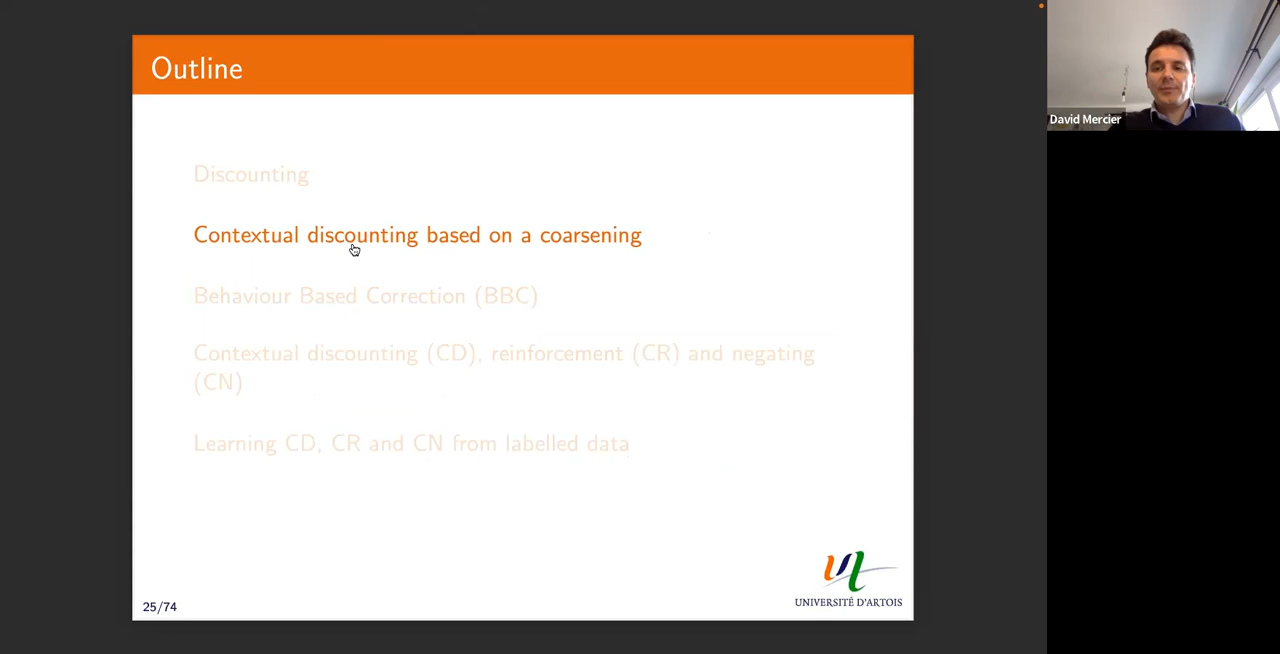 Outline
David Mercier
Discounting
Contextual discounting based on a coarsening
Behaviour Based Correction (BBC)
Contextual discounting (CD), reinforcement (CR) and negating
(CN)
Learning CD, CR and CN from labelled data
UNIVERSITÉ D'ARTOIS
25/74